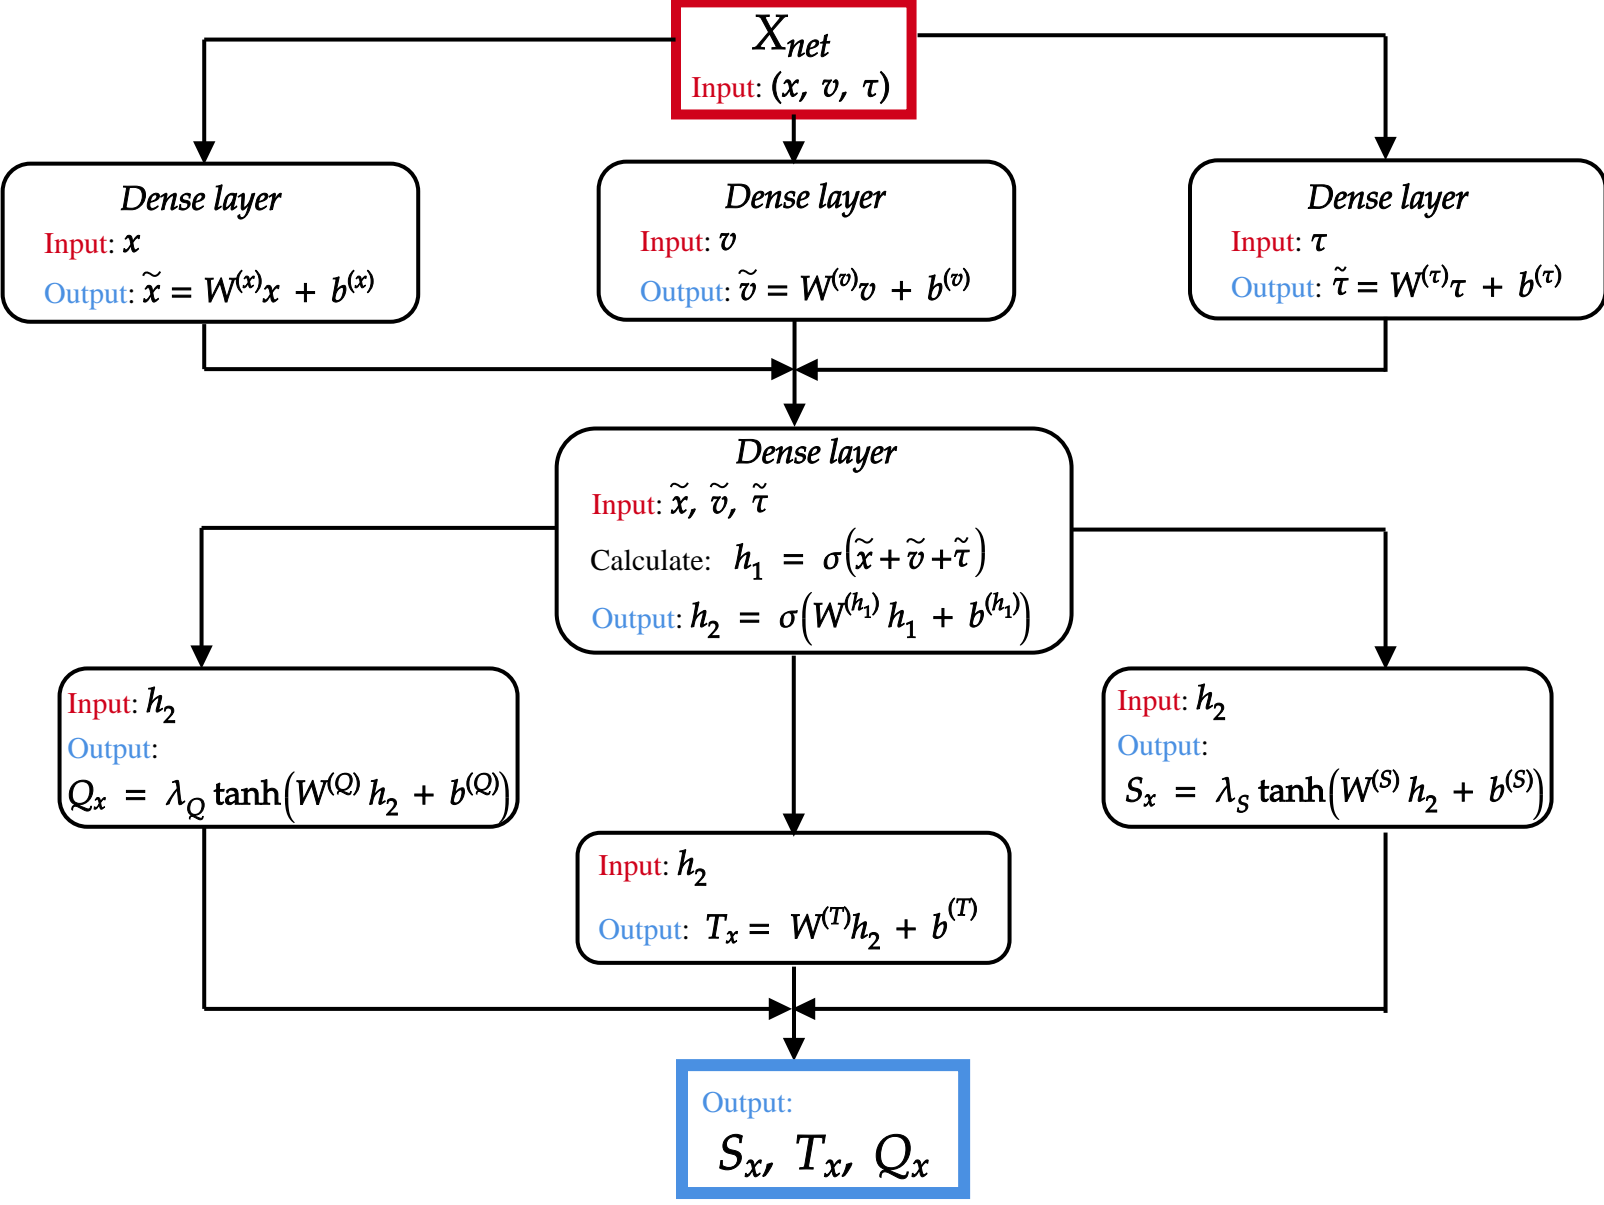 X_net
Input: (x, v, τ)
Dense layer
Input: x
Output: x̃ = W^(x)x + b^(x)
Dense layer
Input: v
Output: ṽ = W^(v)v + b^(v)
Dense layer
Input: τ
Output: τ̃ = W^(τ)τ + b^(τ)
Dense layer
Input: x̃, ṽ, τ̃
Calculate: h_1 = σ(x̃ + ṽ + τ̃)
Output: h_2 = σ(W^(h_1) h_1 + b^(h_1))
Input: h_2
Output:
Q_x = λ_Q tanh(W^(Q) h_2 + b^(Q))
Input: h_2
Output: T_x = W^(T)h_2 + b^(T)
Input: h_2
Output:
S_x = λ_S tanh(W^(S) h_2 + b^(S))
Output:
S_x, T_x, Q_x